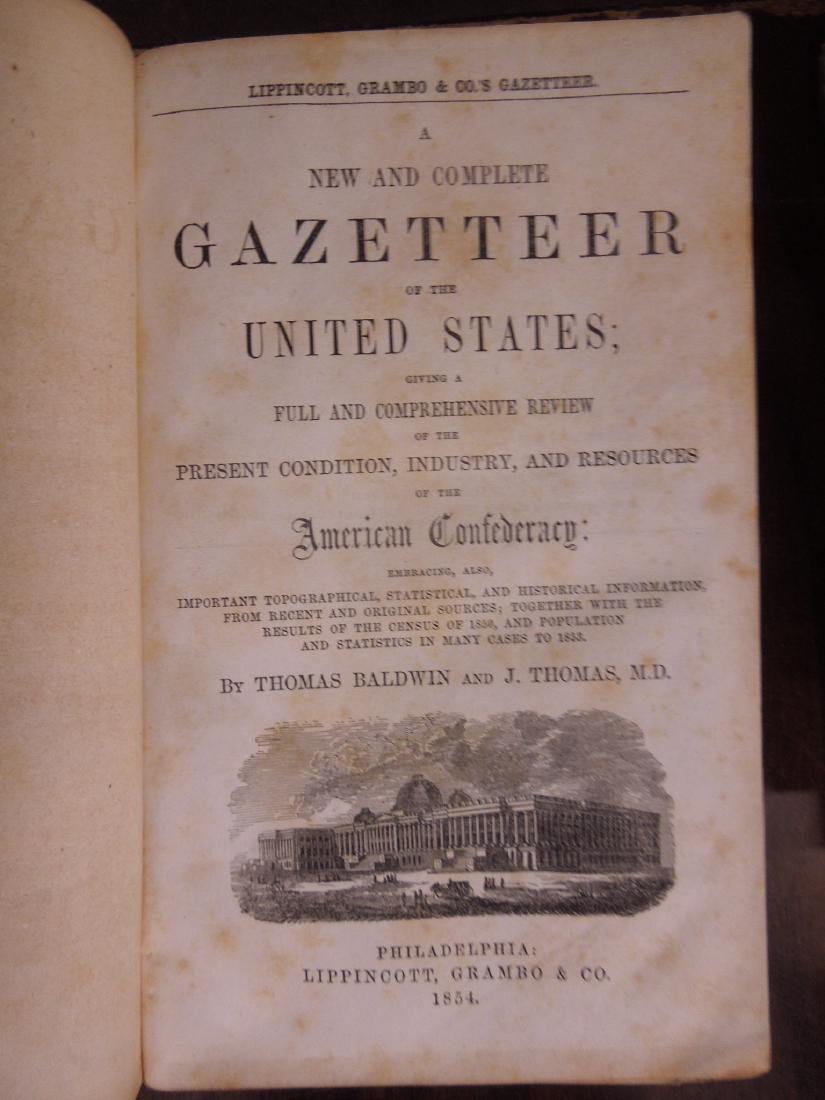 LIPPINCOTT, GRAMBO & CO.'S GAZETTEER.
A
NEW AND COMPLETE
GAZETTEER
OF THE
UNITED STATES;
GIVING A
FULL AND COMPREHENSIVE REVIEW
OF THE
PRESENT CONDITION, INDUSTRY, AND RESOURCES
OF THE
American Confederacy:
EMBRACING, ALSO,
IMPORTANT TOPOGRAPHICAL, STATISTICAL, AND HISTORICAL INFORMATION,
FROM RECENT AND ORIGINAL SOURCES; TOGETHER WITH THE
RESULTS OF THE CENSUS OF 1850, AND POPULATION
AND STATISTICS IN MANY CASES TO 1853.
BY THOMAS BALDWIN AND J. THOMAS, M.D.
PHILADELPHIA:
LIPPINCOTT, GRAMBO & CO.
1854.